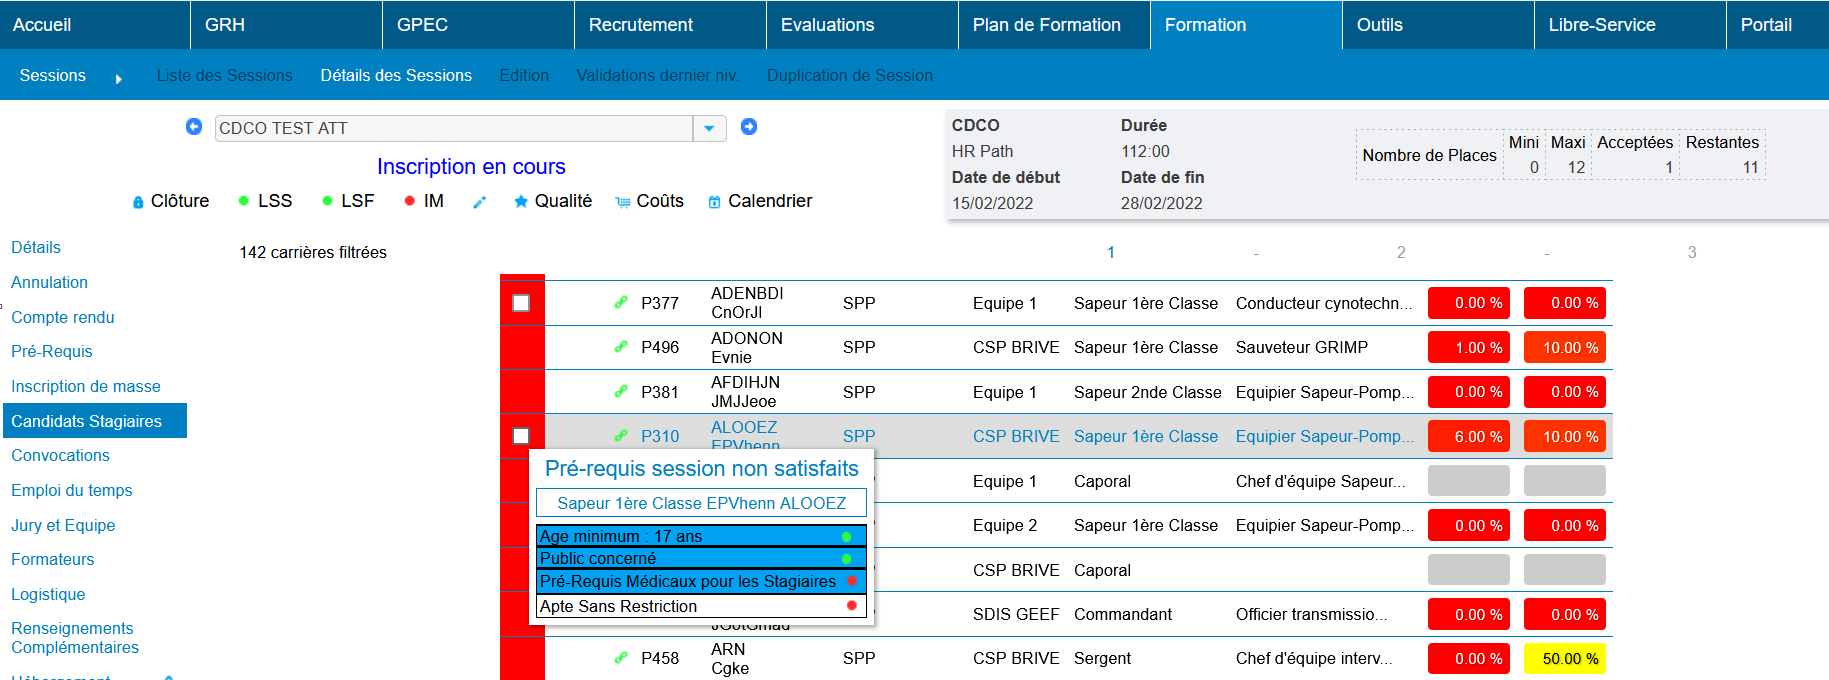 Accueil GRH GPEC Recrutement Evaluations Plan de Formation Formation Outils Libre-Service Portail
Sessions Liste des Sessions Détails des Sessions Edition Validations dernier niv. Duplication de Session
CDCO TEST ATT
Inscription en cours
Clôture LSS LSF IM Qualité Coûts Calendrier
CDCO Durée
HR Path 112:00
Date de début Date de fin
15/02/2022 28/02/2022
Nombre de Places Mini Maxi Acceptées Restantes
0 12 1 11
Détails
Annulation
Compte rendu
Pré-Requis
Inscription de masse
Candidats Stagiaires
Convocations
Emploi du temps
Jury et Equipe
Formateurs
Logistique
Renseignements
Complémentaires
Hébergement
142 carrières filtrées 1 - 2 - 3
P377 ADENBDI CnOrJl SPP Equipe 1 Sapeur 1ère Classe Conducteur cynotechn... 0.00 % 0.00 %
P496 ADONON Evnie SPP CSP BRIVE Sapeur 1ère Classe Sauveteur GRIMP 1.00 % 10.00 %
P381 AFDIHJN JMJJeoe SPP Equipe 1 Sapeur 2nde Classe Equipier Sapeur-Pomp... 0.00 % 0.00 %
P310 ALOOEZ EPVhenn SPP CSP BRIVE Sapeur 1ère Classe Equipier Sapeur-Pomp... 6.00 % 10.00 %
Equipe 1 Caporal Chef d'équipe Sapeur...
Equipe 2 Sapeur 1ère Classe Equipier Sapeur-Pomp... 0.00 % 0.00 %
CSP BRIVE Caporal
SDIS GEEF Commandant Officier transmissio... 0.00 % 0.00 %
P458 ARN Cgke SPP CSP BRIVE Sergent Chef d'équipe interv... 0.00 % 50.00 %
Pré-requis session non satisfaits
Sapeur 1ère Classe EPVhenn ALOOEZ
Age minimum : 17 ans
Public concerné
Pré-Requis Médicaux pour les Stagiaires
Apte Sans Restriction